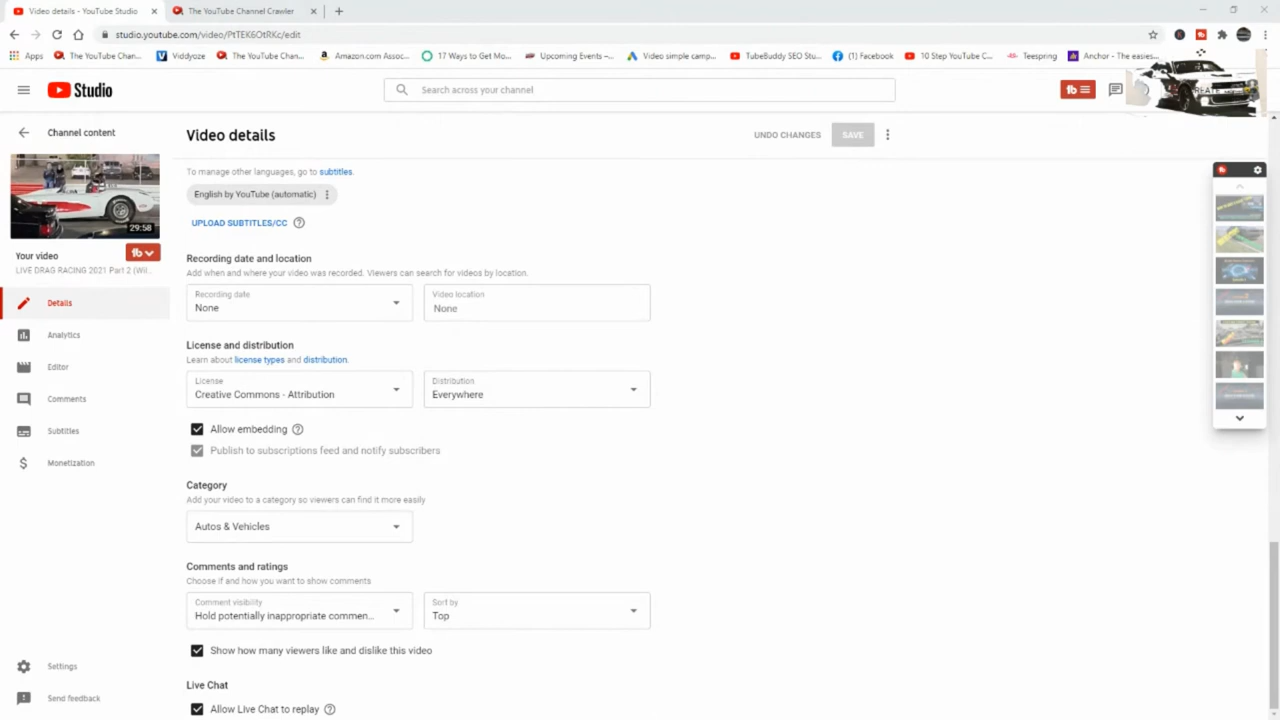 Video details - YouTube Studio
The YouTube Channel Crawler
studio.youtube.com/video/PtTEK6OtRKc/edit
Apps
The YouTube Chan...
Viddyoze
The YouTube Chan...
Amazon.com Assoc...
17 Ways to Get Mo...
Upcoming Events –...
Video simple camp...
TubeBuddy SEO Stu...
(1) Facebook
10 Step YouTube C...
Teespring
Anchor - The easies...
Studio
Search across your channel
Channel content
Video details
UNDO CHANGES
SAVE
29:58
Your video
LIVE DRAG RACING 2021 Part 2 (Wil...
Details
Analytics
Editor
Comments
Subtitles
Monetization
Settings
Send feedback
To manage other languages, go to subtitles.
English by YouTube (automatic)
UPLOAD SUBTITLES/CC
Recording date and location
Add when and where your video was recorded. Viewers can search for videos by location.
Recording date
None
Video location
None
License and distribution
Learn about license types and distribution.
License
Creative Commons - Attribution
Distribution
Everywhere
Allow embedding
Publish to subscriptions feed and notify subscribers
Category
Add your video to a category so viewers can find it more easily
Autos & Vehicles
Comments and ratings
Choose if and how you want to show comments
Comment visibility
Hold potentially inappropriate commen...
Sort by
Top
Show how many viewers like and dislike this video
Live Chat
Allow Live Chat to replay